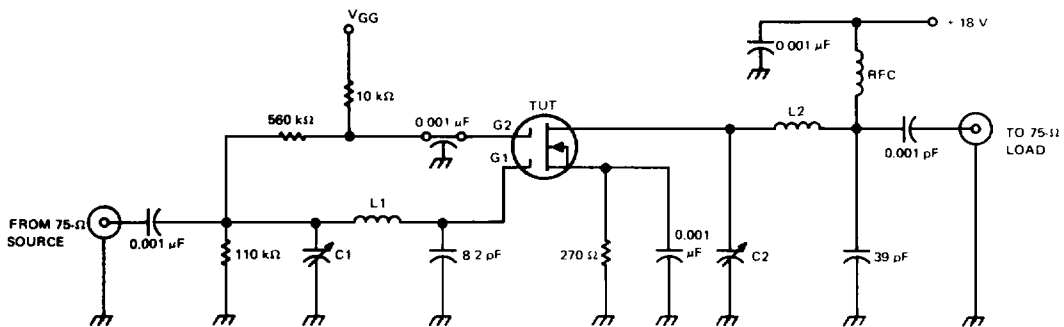 VGG
+ 18 V
0.001 μF
RFC
10 kΩ
TUT
560 kΩ
0.001 μF
G2
L2
G1
0.001 pF
TO 75-Ω
LOAD
L1
FROM 75-Ω
SOURCE
0.001 μF
110 kΩ
C1
8.2 pF
270 Ω
0.001
μF
C2
39 pF